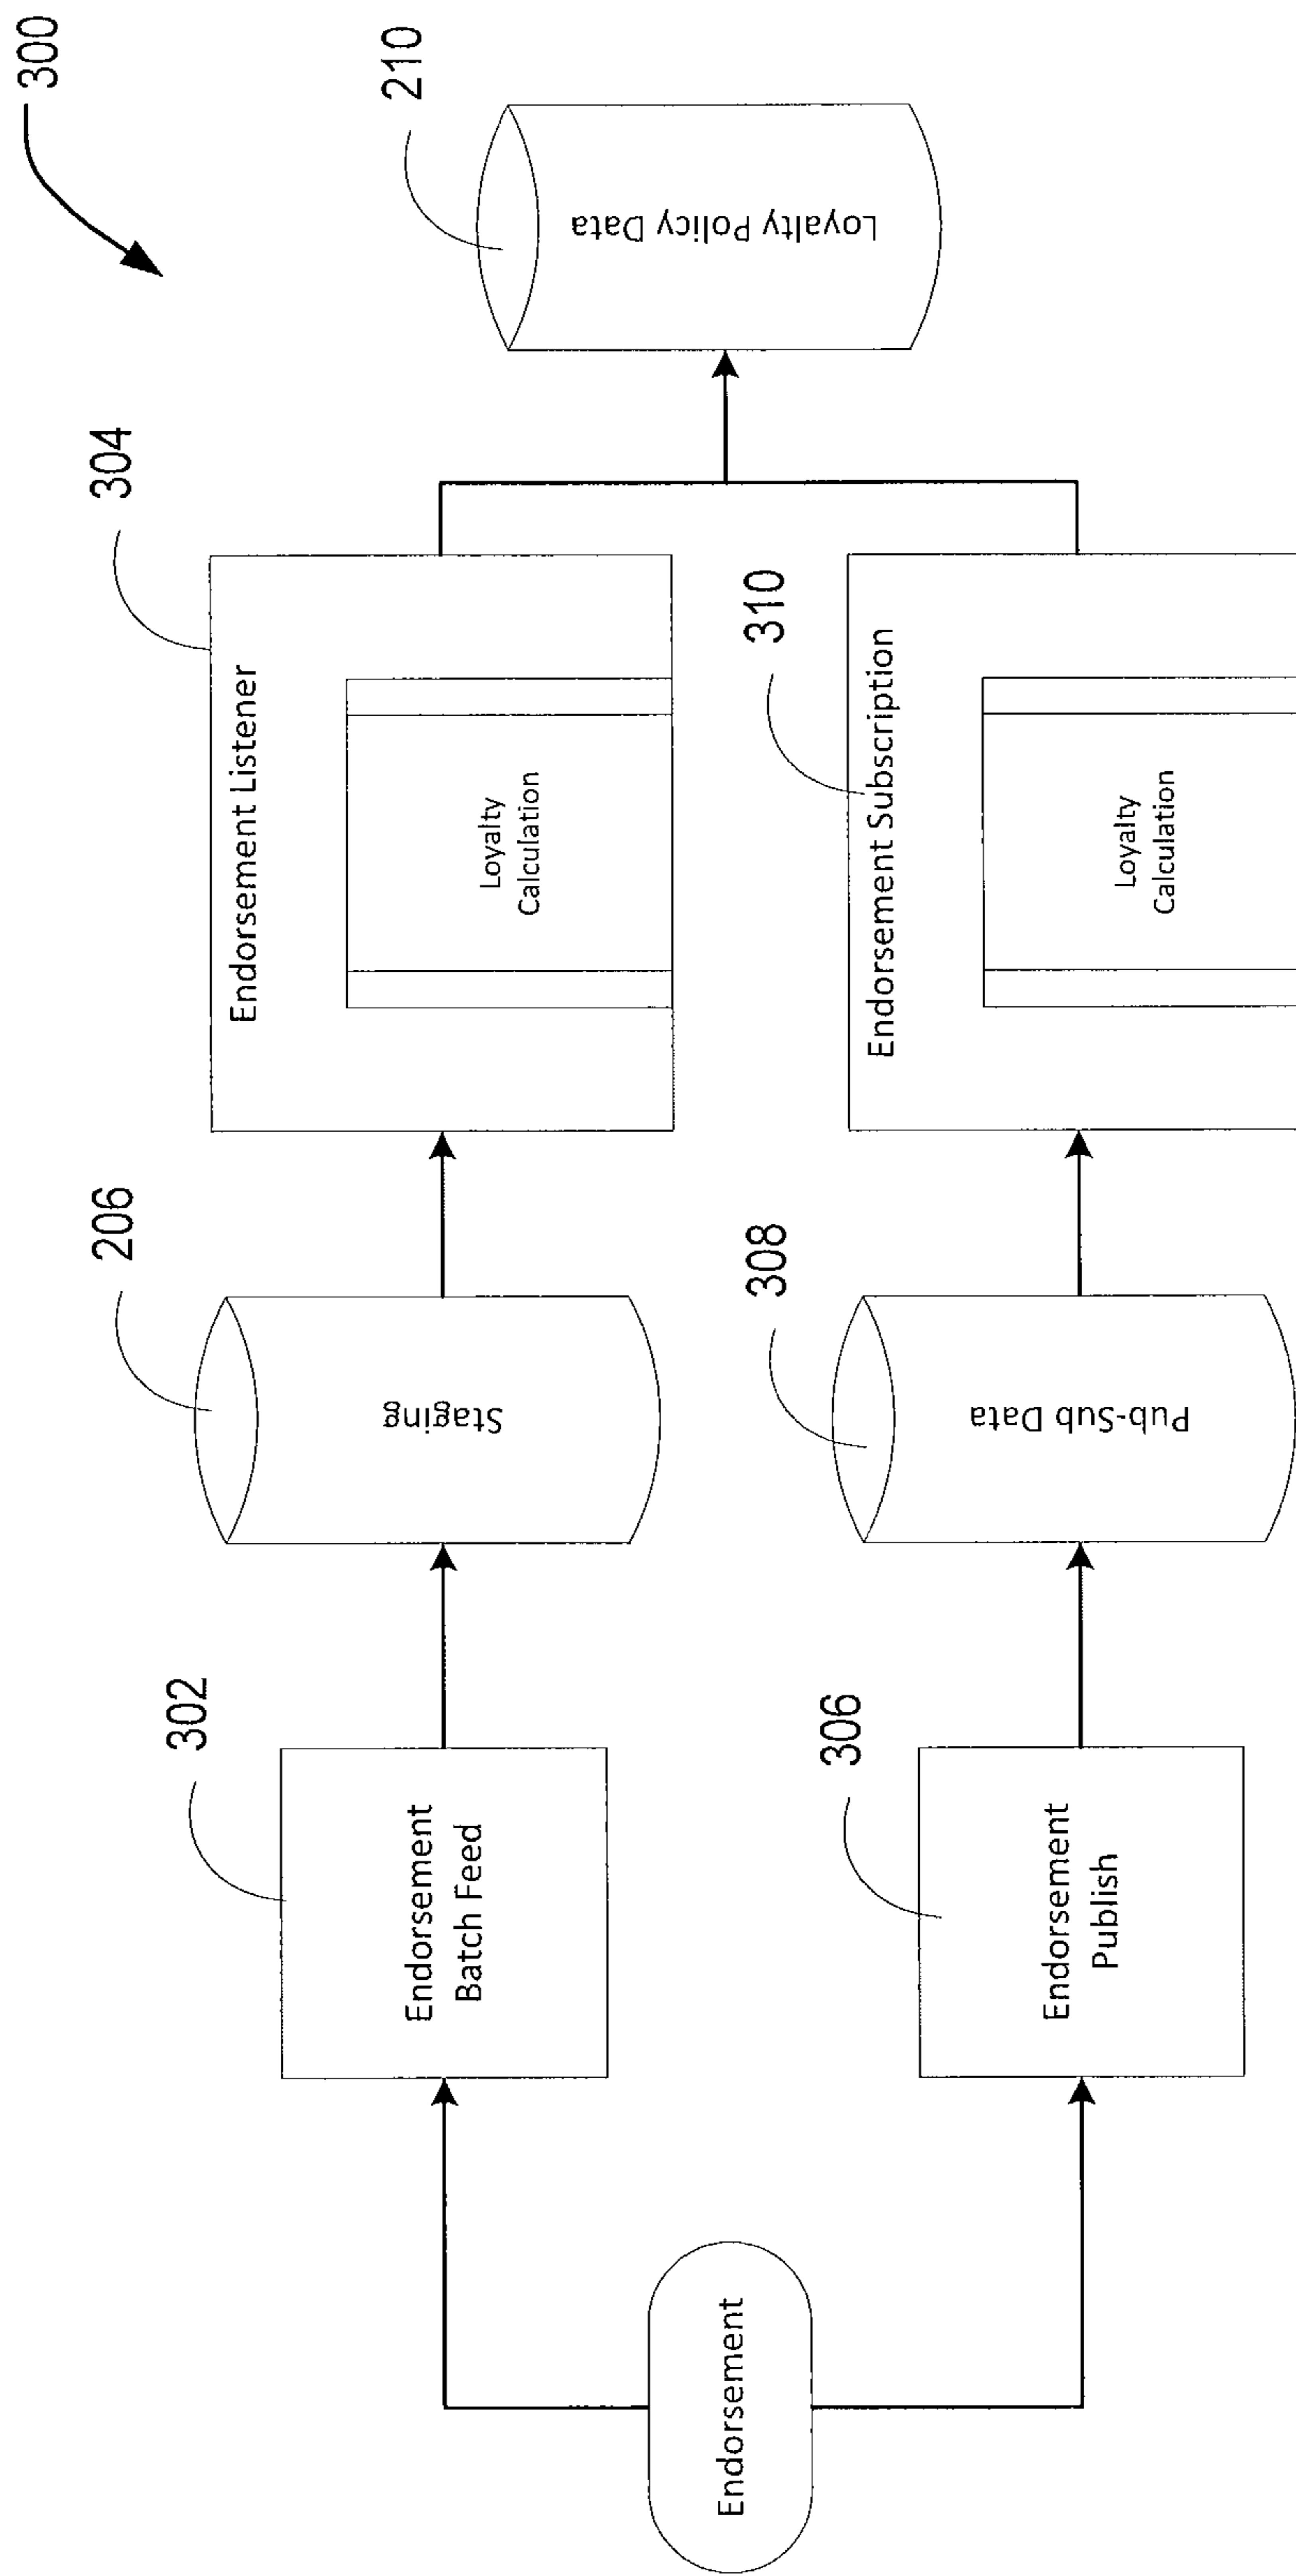 300
Endorsement
302
Endorsement
Batch Feed
206
Staging
304
Endorsement Listener
Loyalty
Calculation
306
Endorsement
Publish
308
Pub-Sub Data
310
Endorsement Subscription
Loyalty
Calculation
210
Loyalty Policy Data